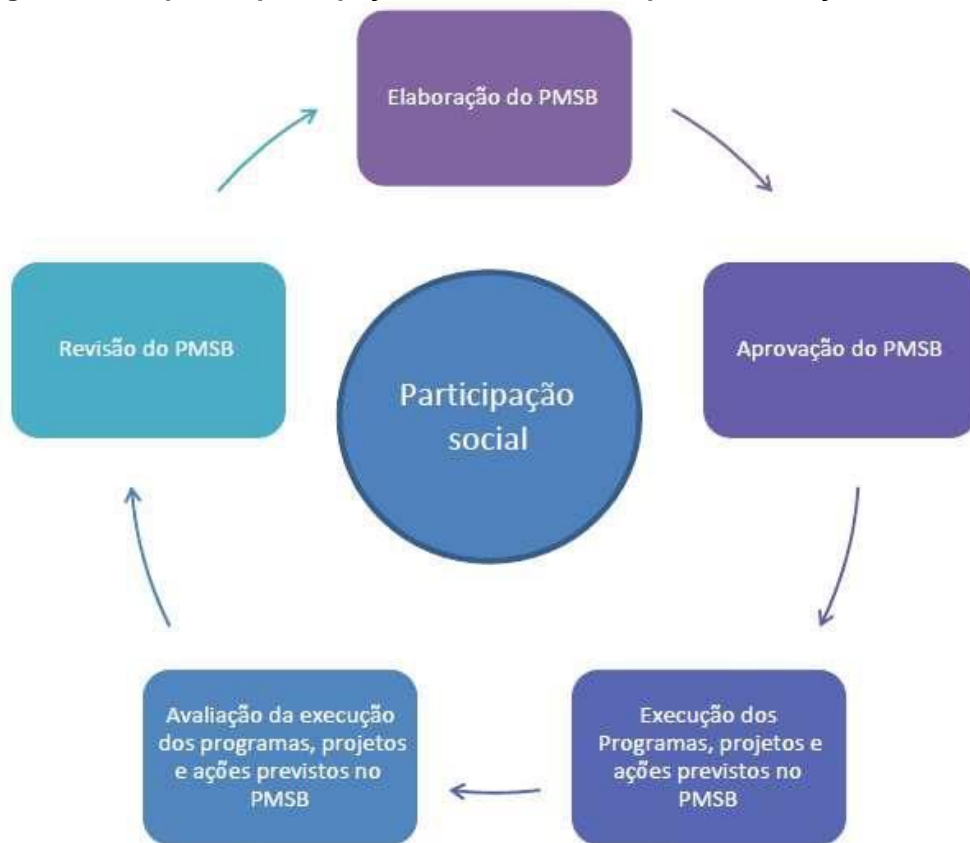 Elaboração do PMSB
Aprovação do PMSB
Execução dos
Programas, projetos e
ações previstos no
PMSB
Avaliação da execução
dos programas, projetos
e ações previstos no
PMSB
Revisão do PMSB
Participação
social